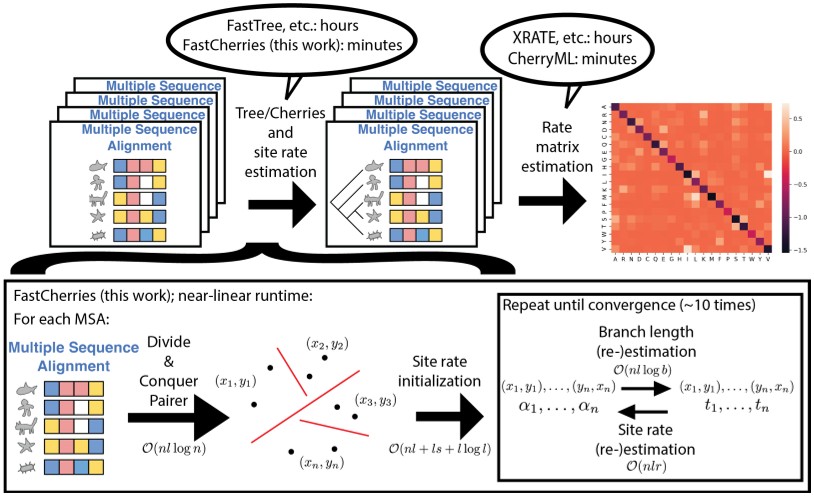 FastTree, etc.: hours
FastCherries (this work): minutes
XRATE, etc.: hours
CherryML: minutes
Multiple Sequence
Multiple Sequence
Multiple Sequence
Multiple Sequence
Alignment
Tree/Cherries
and
site rate
estimation
Multiple Sequence
Multiple Sequence
Multiple Sequence
Multiple Sequence
Alignment
Rate
matrix
estimation
A R N D C Q E G H I L K M F P S T W Y V
A R N D C Q E G H I L K M F P S T W Y V
0.5
0.0
−0.5
−1.0
−1.5
FastCherries (this work); near-linear runtime:
For each MSA:
Multiple Sequence
Alignment
Divide
&
Conquer
Pairer
O(nl log n)
(x₁, y₁)
(x₂, y₂)
(x₃, y₃)
(xₙ, yₙ)
Site rate
initialization
O(nl + ls + l log l)
Repeat until convergence (~10 times)
Branch length
(re-)estimation
O(nl log b)
(x₁, y₁), . . . , (yₙ, xₙ)
(x₁, y₁), . . . , (yₙ, xₙ)
α₁, . . . , αₙ
t₁, . . . , tₙ
Site rate
(re-)estimation
O(nlr)